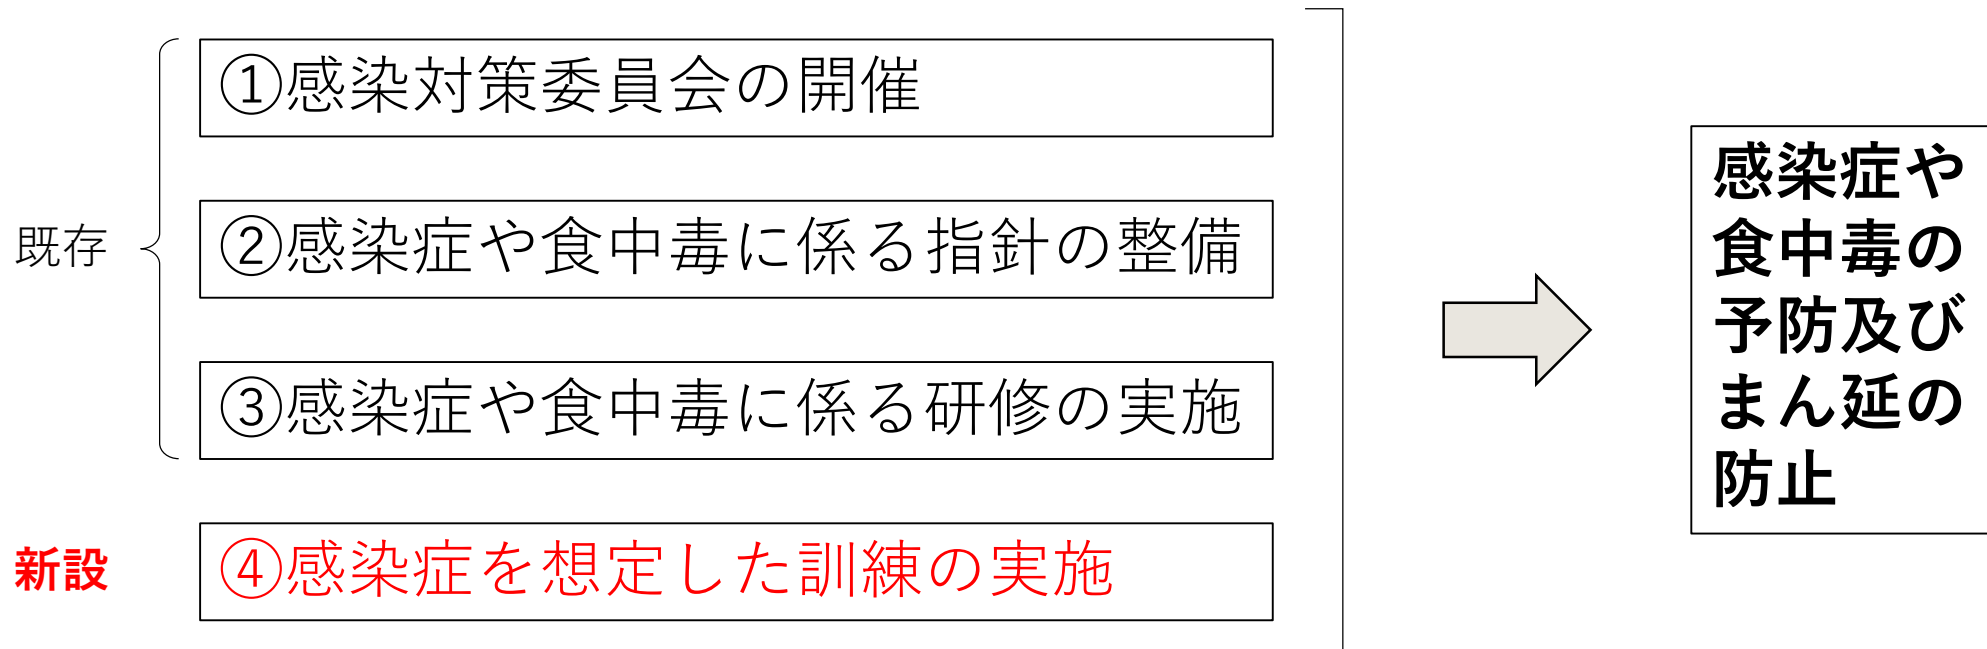 ①感染対策委員会の開催
②感染症や食中毒に係る指針の整備
既存
③感染症や食中毒に係る研修の実施
新設
④感染症を想定した訓練の実施
感染症や
食中毒の
予防及び
まん延の
防止